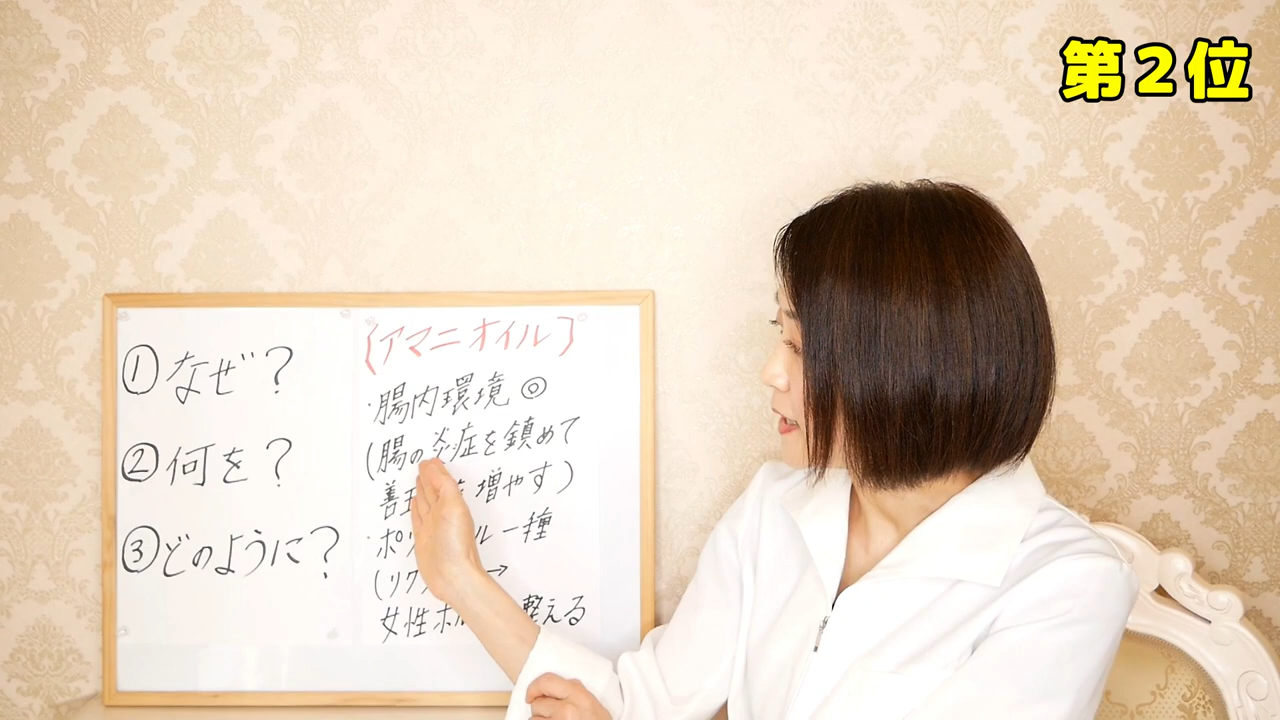 第2位
①なぜ?
②何を?
③どのように?
[アマニオイル]
・腸内環境◎
(腸の炎症を鎮めて
善玉 増やす)
・ポリ ル一種
(リグ →
女性ホル 整える